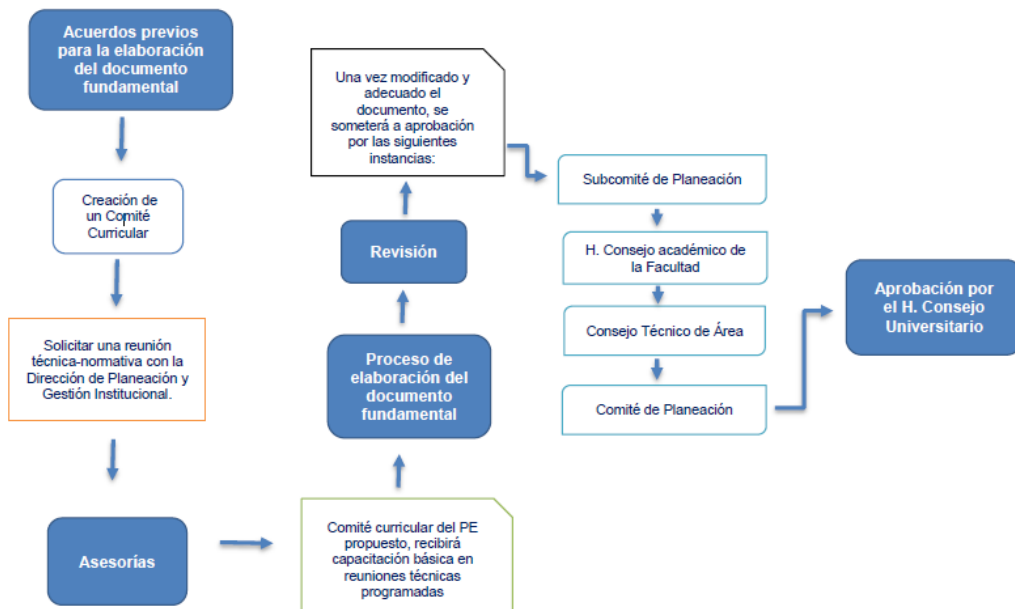 Acuerdos previos
para la elaboración
del documento
fundamental
Creación de
un Comité
Curricular
Solicitar una reunión
técnica-normativa con la
Dirección de Planeación y
Gestión Institucional.
Asesorías
Comité curricular del PE
propuesto, recibirá
capacitación básica en
reuniones técnicas
programadas
Proceso de
elaboración del
documento
fundamental
Revisión
Una vez modificado y
adecuado el
documento, se
someterá a aprobación
por las siguientes
instancias:
Subcomité de Planeación
H. Consejo académico de
la Facultad
Consejo Técnico de Área
Comité de Planeación
Aprobación por
el H. Consejo
Universitario